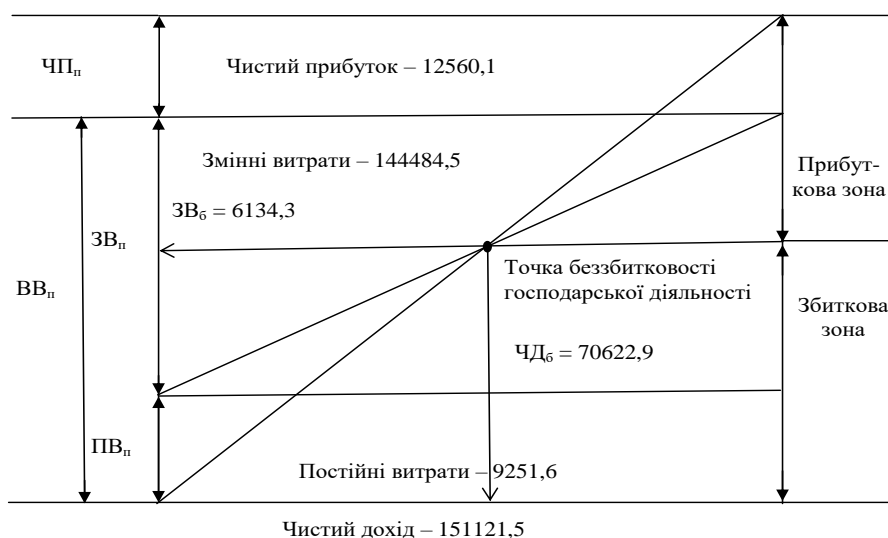 ЧПп
Чистий прибуток – 12560,1
Змінні витрати – 144484,5
Прибут-
кова зона
ЗВб = 6134,3
ЗВп
Точка беззбитковості
господарської діяльності
ВВп
Збиткова
зона
ЧДб = 70622,9
ПВп
Постійні витрати – 9251,6
Чистий дохід – 151121,5